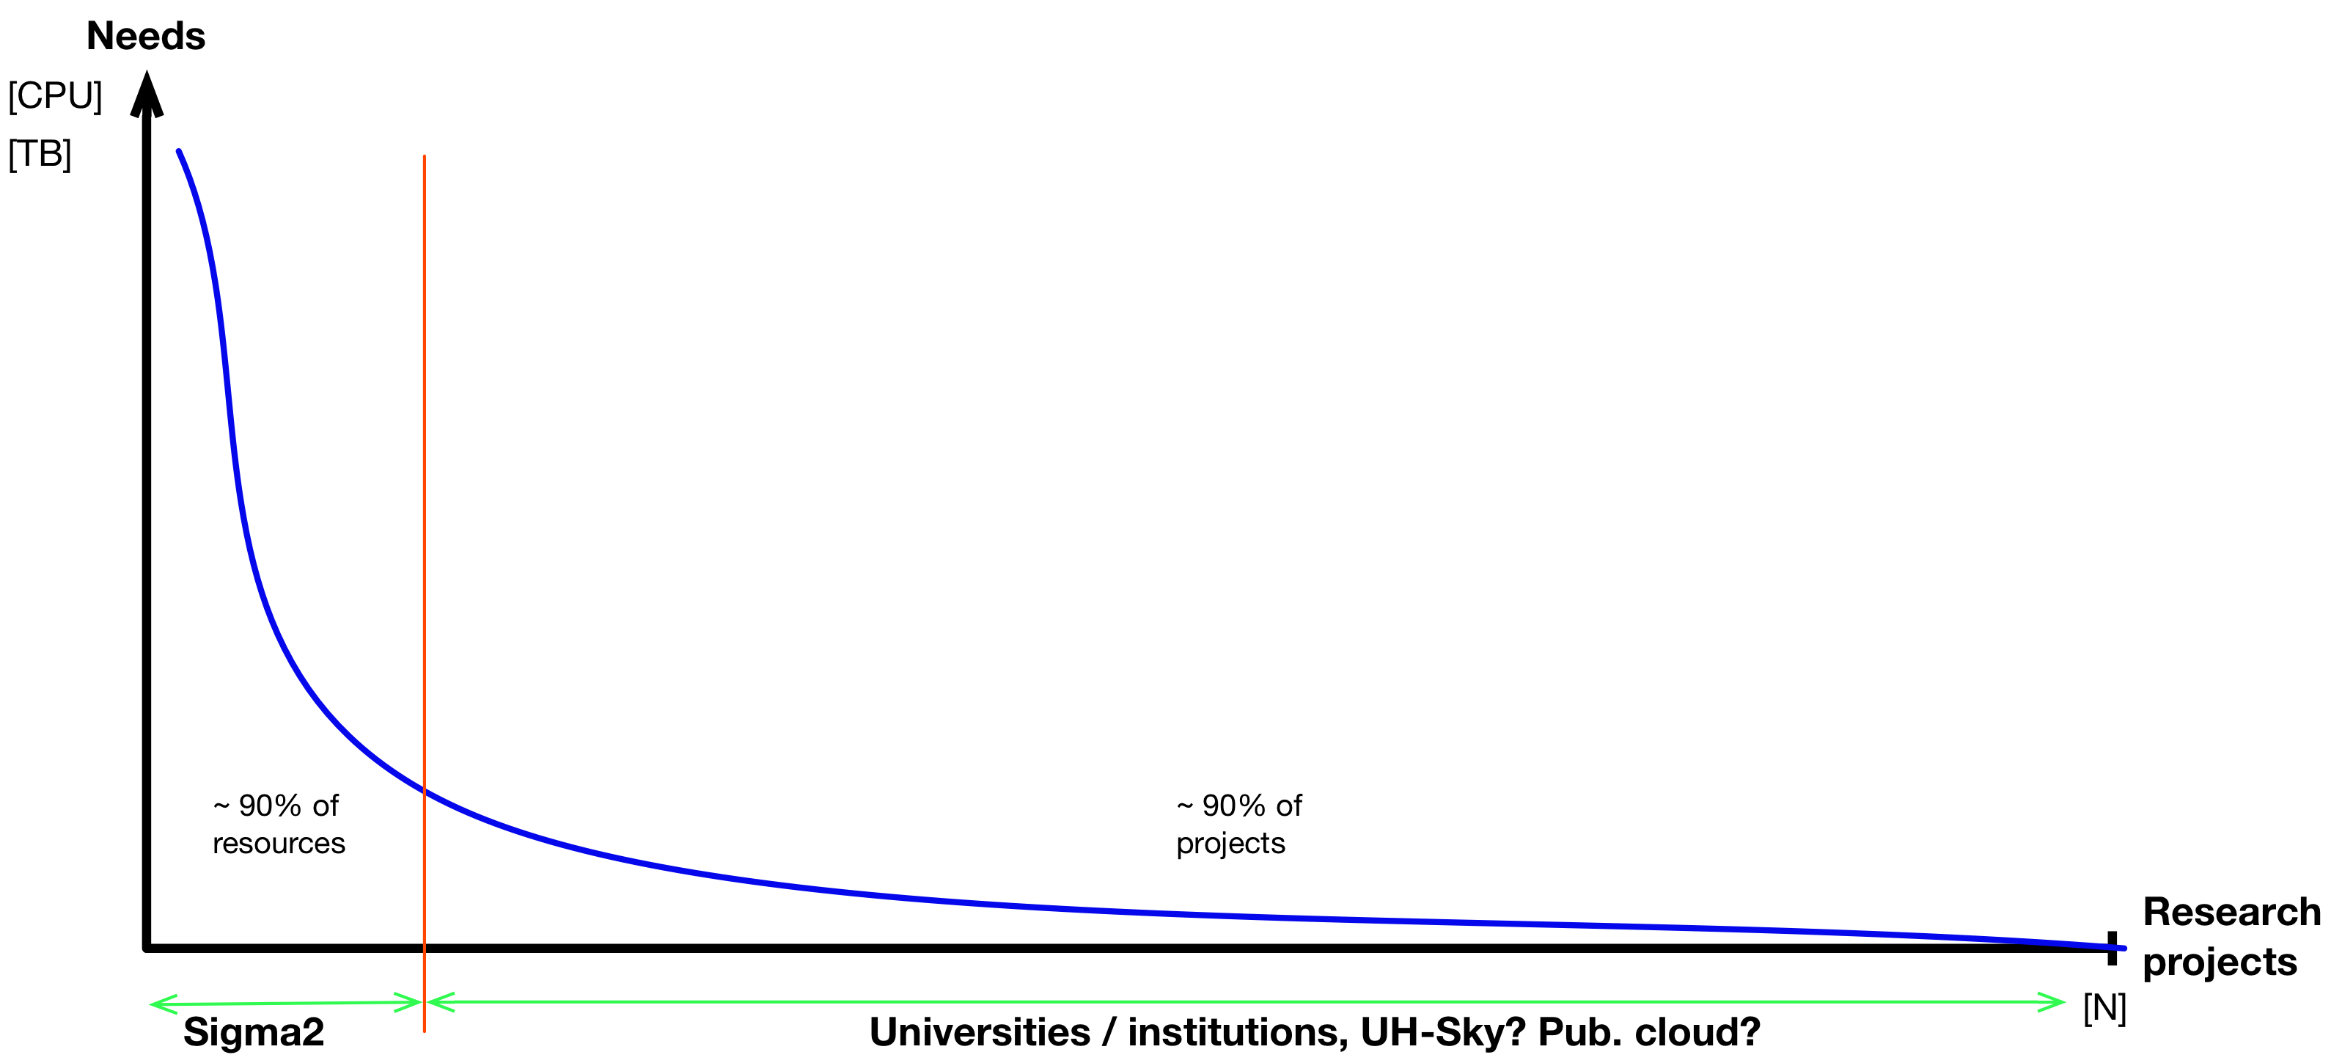 Needs
[CPU]
[TB]
~ 90% of
resources
~ 90% of
projects
Research
projects
[N]
Sigma2
Universities / institutions, UH-Sky? Pub. cloud?